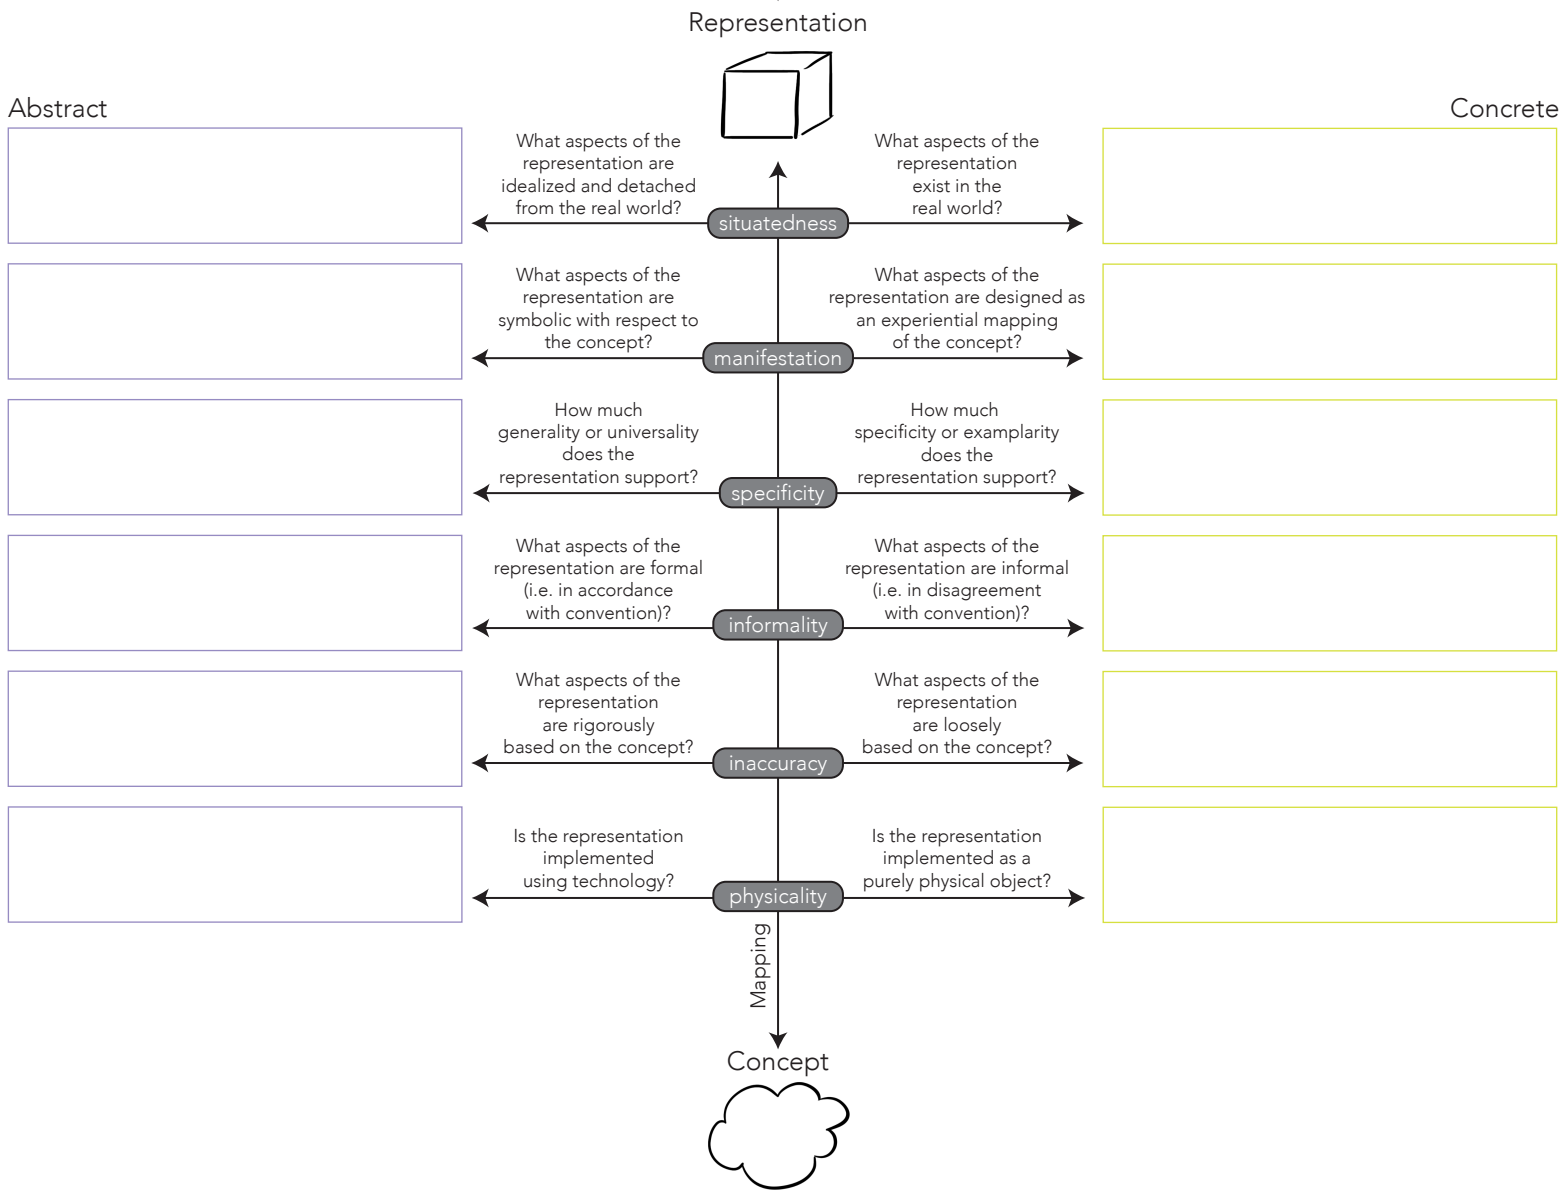 Representation
Abstract
Concrete
What aspects of the
representation are
idealized and detached
from the real world?
situatedness
What aspects of the
representation
exist in the
real world?
What aspects of the
representation are
symbolic with respect to
the concept?
manifestation
What aspects of the
representation are designed as
an experiential mapping
of the concept?
How much
generality or universality
does the
representation support?
specificity
How much
specificity or examplarity
does the
representation support?
What aspects of the
representation are formal
(i.e. in accordance
with convention)?
informality
What aspects of the
representation are informal
(i.e. in disagreement
with convention)?
What aspects of the
representation
are rigorously
based on the concept?
inaccuracy
What aspects of the
representation
are loosely
based on the concept?
Is the representation
implemented
using technology?
physicality
Is the representation
implemented as a
purely physical object?
Mapping
Concept